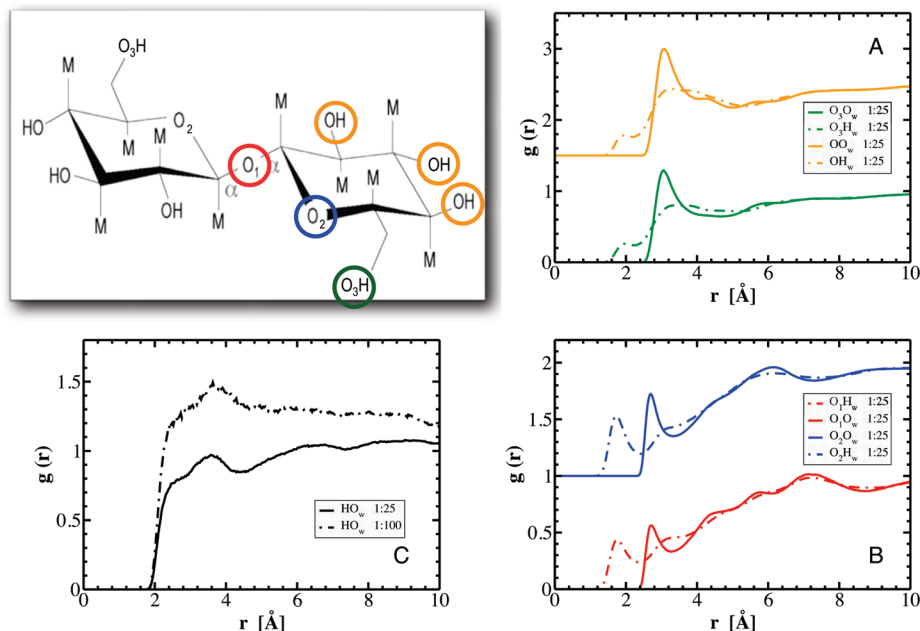 O₃H
M
M
O₂
HO
M
M
HO
OH
M
M
α
O₁
α
M
OH
M
M
M
OH
O₂
OH
M
O₃H
A
g (r)
3
2
1
0
0 2 4 6 8 10
r [Å]
O₃Ow 1:25
O₃Hw 1:25
OOw 1:25
OHw 1:25
C
g (r)
1.5
1
0.5
0
0 2 4 6 8 10
r [Å]
HOw 1:25
HOw 1:100
B
g (r)
2
1.5
1
0.5
0
0 2 4 6 8 10
r [Å]
O₁Hw 1:25
O₁Ow 1:25
O₂Ow 1:25
O₂Hw 1:25